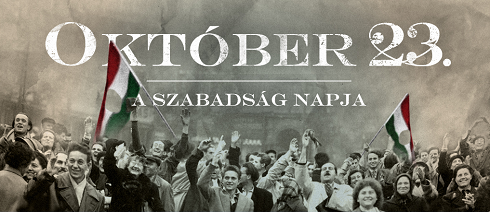 OKTÓBER 23.
A SZABADSÁG NAPJA